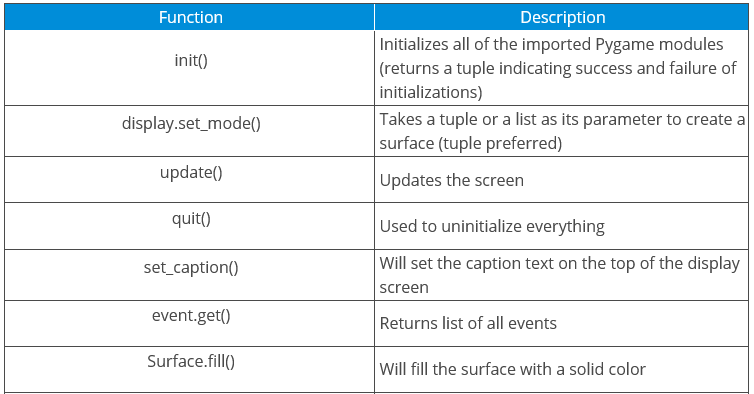 Function
Description
init()
Initializes all of the imported Pygame modules
(returns a tuple indicating success and failure of
initializations)
display.set_mode()
Takes a tuple or a list as its parameter to create a
surface (tuple preferred)
update()
Updates the screen
quit()
Used to uninitialize everything
set_caption()
Will set the caption text on the top of the display
screen
event.get()
Returns list of all events
Surface.fill()
Will fill the surface with a solid color